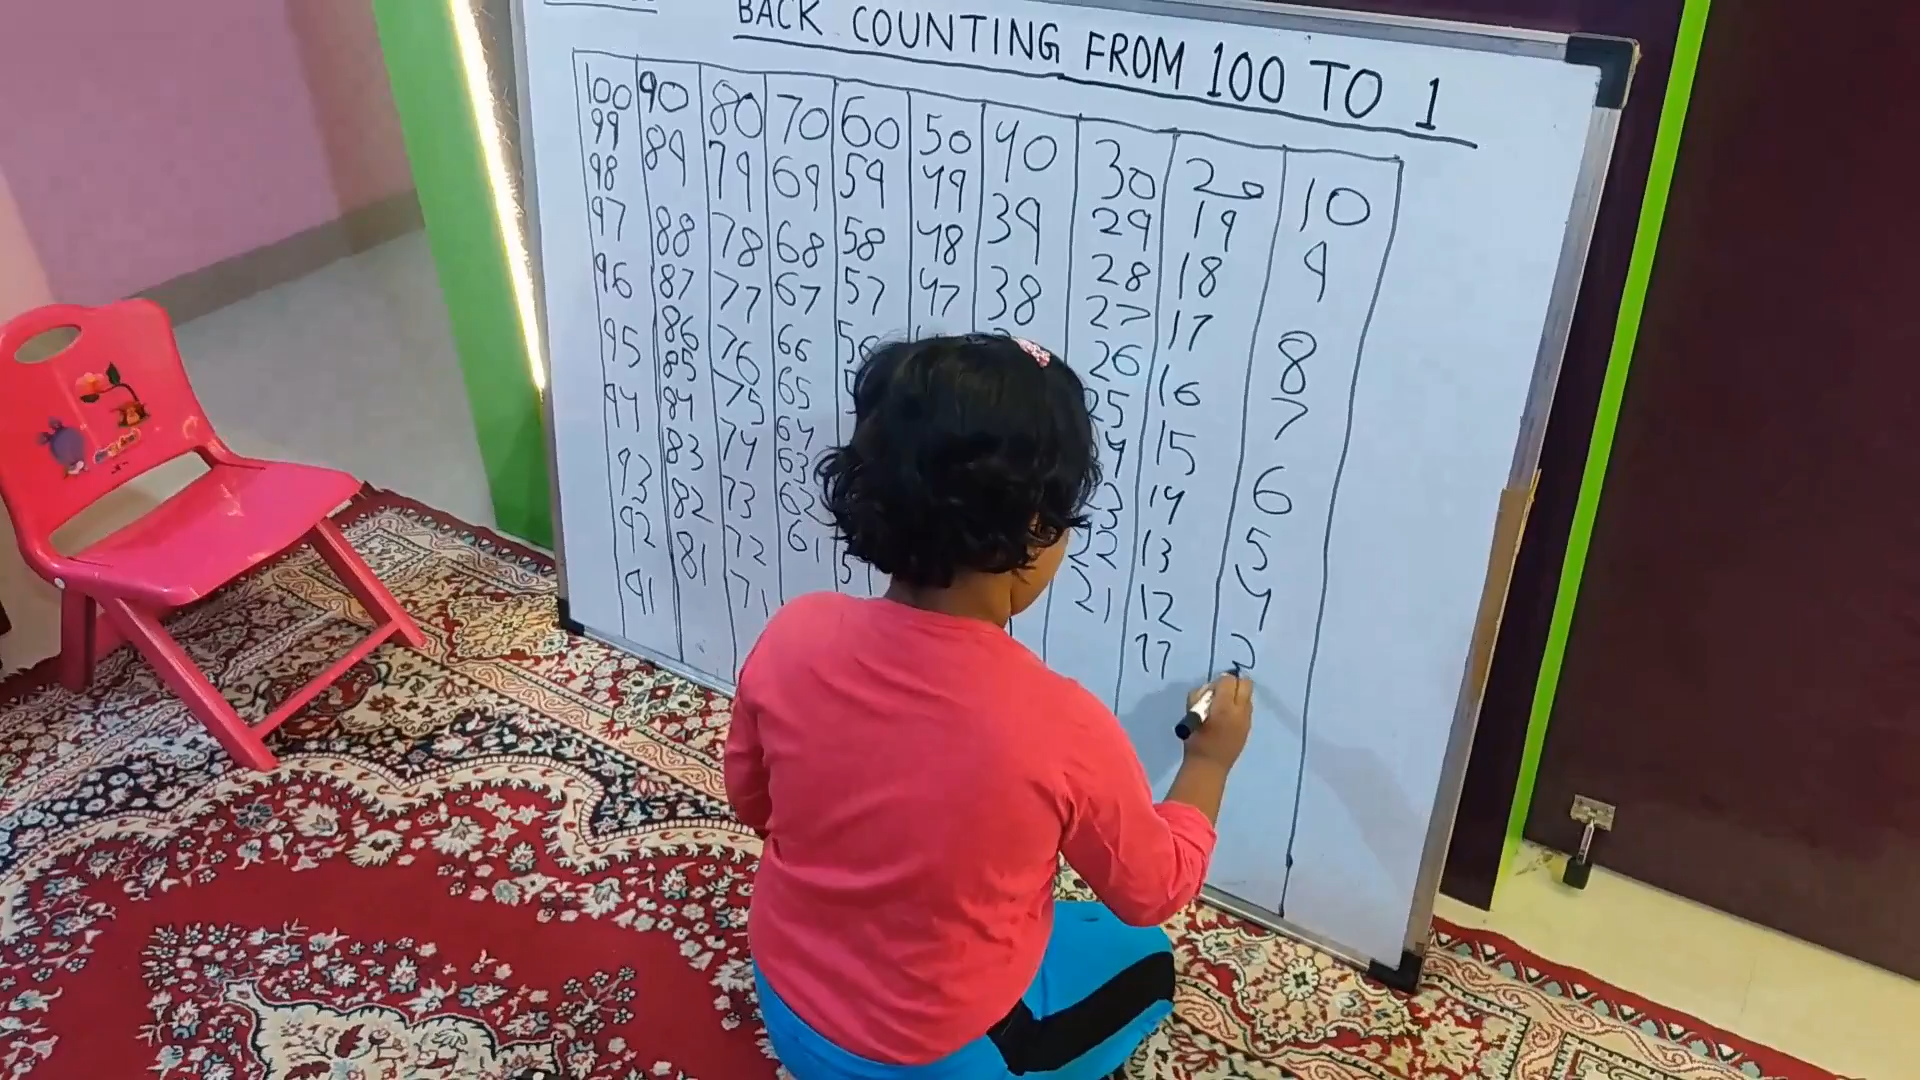 BACK COUNTING FROM 100 TO 1
100 90 80 70 60 50 40 30 20 10
99 89 79 69 59 49 39 29 19 9
98 88 78 68 58 48 38 28 18 8
97 87 77 67 57 47 27 17 7
96 86 76 66 26 16 6
95 95 75 65 25 15 5
94 84 74 64 14 4
93 83 73 63 13 3
92 82 72 62 22 12
91 81 71 61 21 11